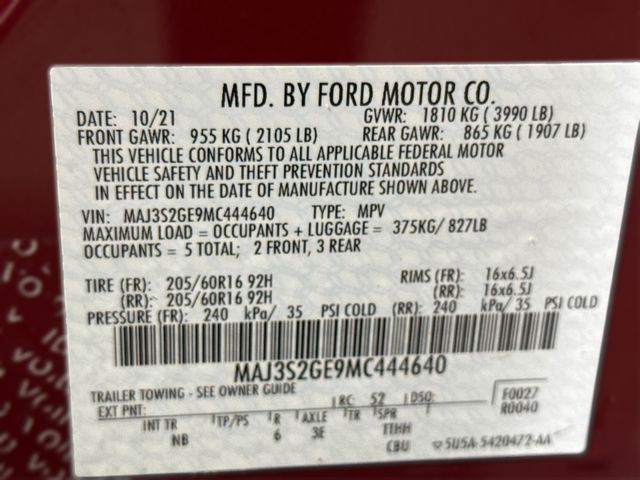 MFD. BY FORD MOTOR CO.
DATE: 10/21 GVWR: 1810 KG ( 3990 LB)
FRONT GAWR: 955 KG ( 2105 LB) REAR GAWR: 865 KG ( 1907 LB)
THIS VEHICLE CONFORMS TO ALL APPLICABLE FEDERAL MOTOR
VEHICLE SAFETY AND THEFT PREVENTION STANDARDS
IN EFFECT ON THE DATE OF MANUFACTURE SHOWN ABOVE.
VIN: MAJ3S2GE9MC444640 TYPE: MPV
MAXIMUM LOAD = OCCUPANTS + LUGGAGE = 375KG/ 827LB
OCCUPANTS = 5 TOTAL; 2 FRONT, 3 REAR
TIRE (FR): 205/60R16 92H RIMS (FR): 16x6.5J
(RR): 205/60R16 92H (RR): 16x6.5J
PRESSURE (FR): 240 kPa/ 35 PSI COLD (RR): 240 kPa/ 35 PSI COLD
MAJ3S2GE9MC444640
TRAILER TOWING - SEE OWNER GUIDE RC: 52 DSO: F0027
EXT PNT: R0040
INT TR TP/PS R AXLE TR SPR
NB 6 3E TTHH
CBU 5U5A-5420472-AA